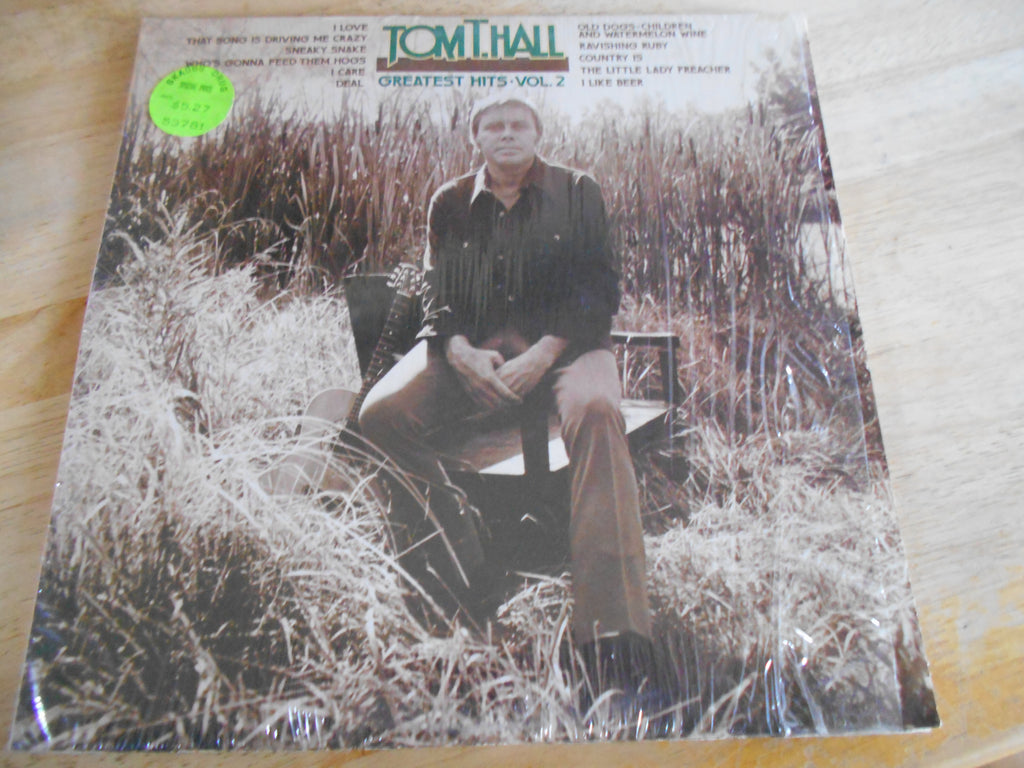 I LOVE
THAT SONG IS DRIVING ME CRAZY
SNEAKY SNAKE
WHO'S GONNA FEED THEM HOGS
I CARE
DEAL
TOM T. HALL
GREATEST HITS · VOL. 2
OLD DOGS-CHILDREN
AND WATERMELON WINE
RAVISHING RUBY
COUNTRY IS
THE LITTLE LADY PREACHER
I LIKE BEER
SKAGGS DRUG
$5.27
53781